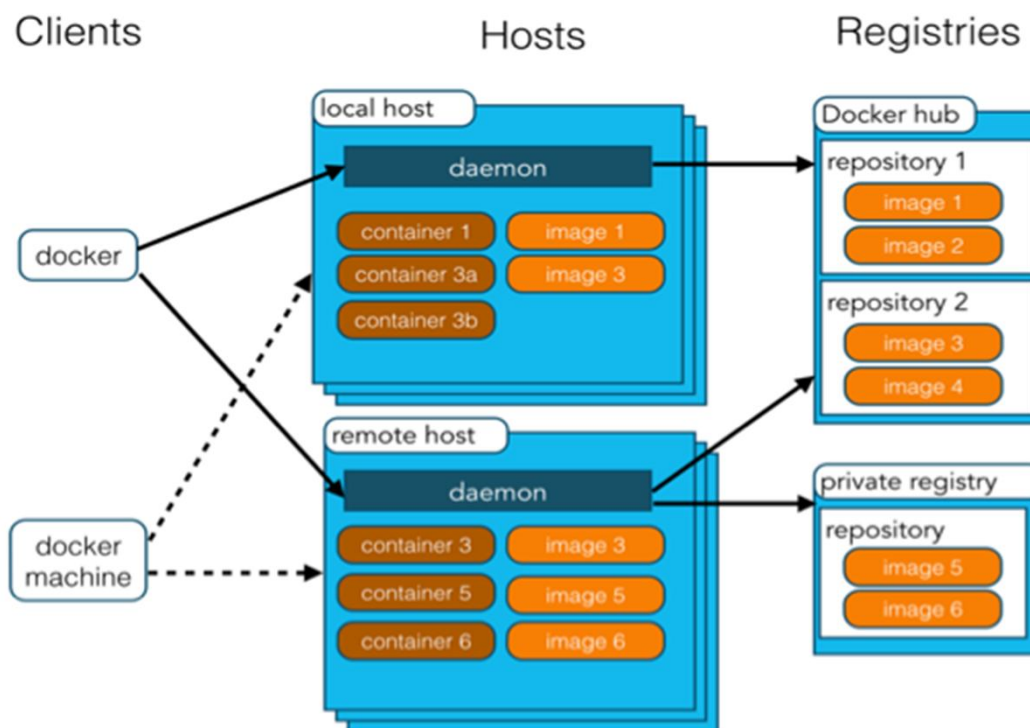 Clients
Hosts
Registries
docker
docker
machine
local host
daemon
container 1
image 1
container 3a
image 3
container 3b
remote host
daemon
container 3
image 3
container 5
image 5
container 6
image 6
Docker hub
repository 1
image 1
image 2
repository 2
image 3
image 4
private registry
repository
image 5
image 6